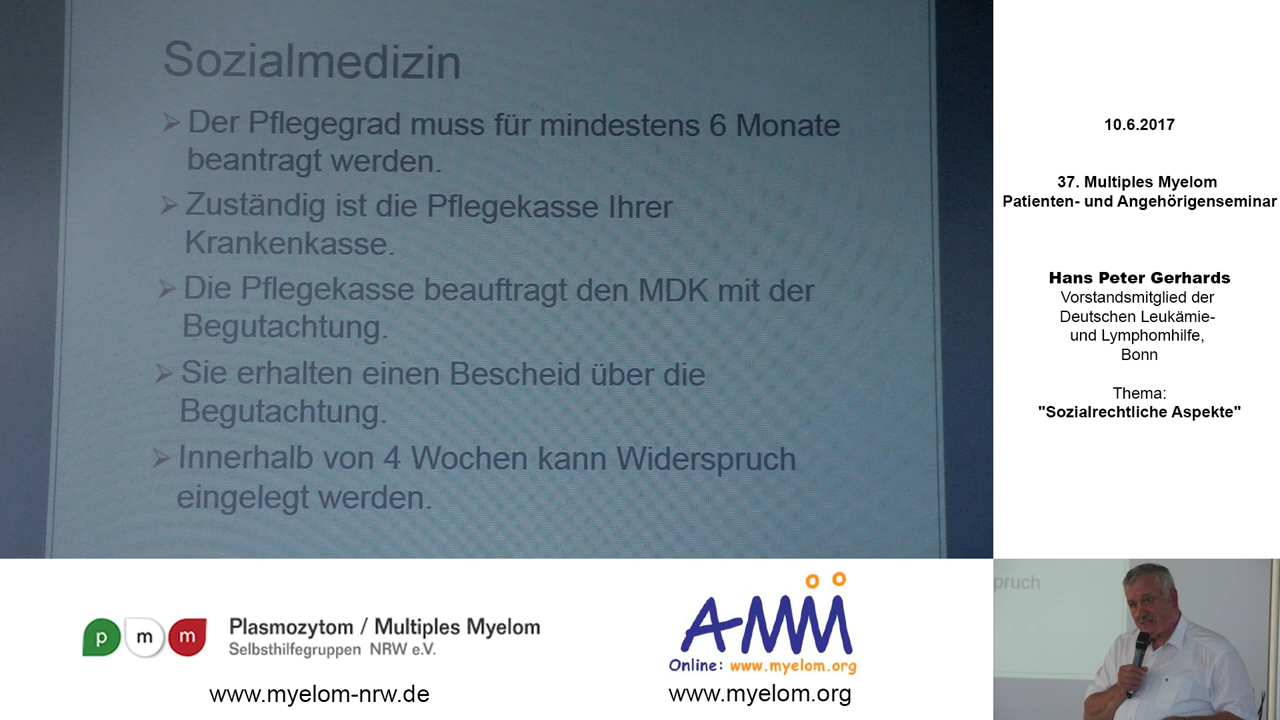 Sozialmedizin
➢ Der Pflegegrad muss für mindestens 6 Monate
beantragt werden.
➢ Zuständig ist die Pflegekasse Ihrer
Krankenkasse.
➢ Die Pflegekasse beauftragt den MDK mit der
Begutachtung.
➢ Sie erhalten einen Bescheid über die
Begutachtung.
➢ Innerhalb von 4 Wochen kann Widerspruch
eingelegt werden.
10.6.2017
37. Multiples Myelom
Patienten- und Angehörigenseminar
Hans Peter Gerhards
Vorstandsmitglied der
Deutschen Leukämie-
und Lymphomhilfe,
Bonn
Thema:
"Sozialrechtliche Aspekte"
pruch
p m m
Plasmozytom / Multiples Myelom
Selbsthilfegruppen NRW e.V.
www.myelom-nrw.de
AMM
Online: www.myelom.org
www.myelom.org